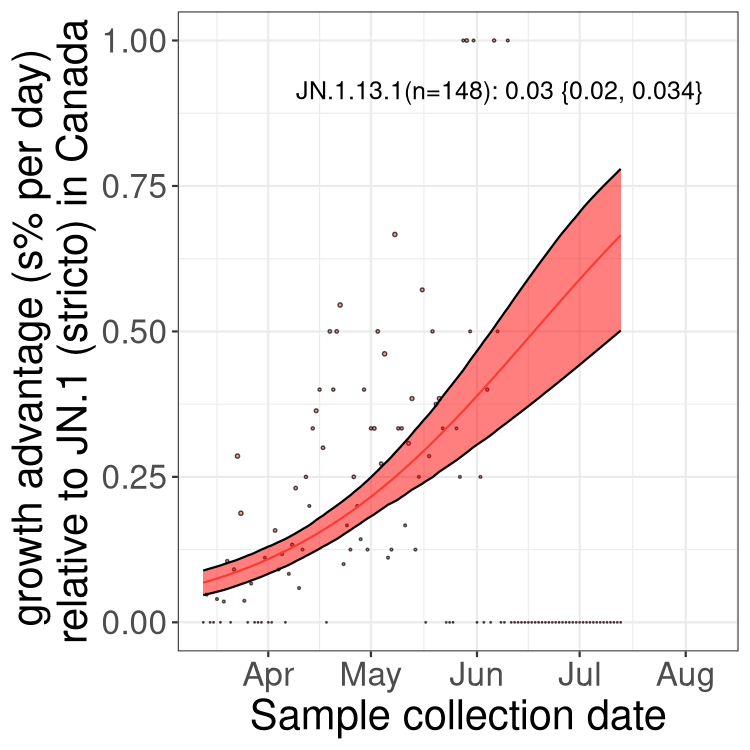 growth advantage (s% per day)
relative to JN.1 (stricto) in Canada
1.00
0.75
0.50
0.25
0.00
JN.1.13.1(n=148): 0.03 {0.02, 0.034}
Apr May Jun Jul Aug
Sample collection date